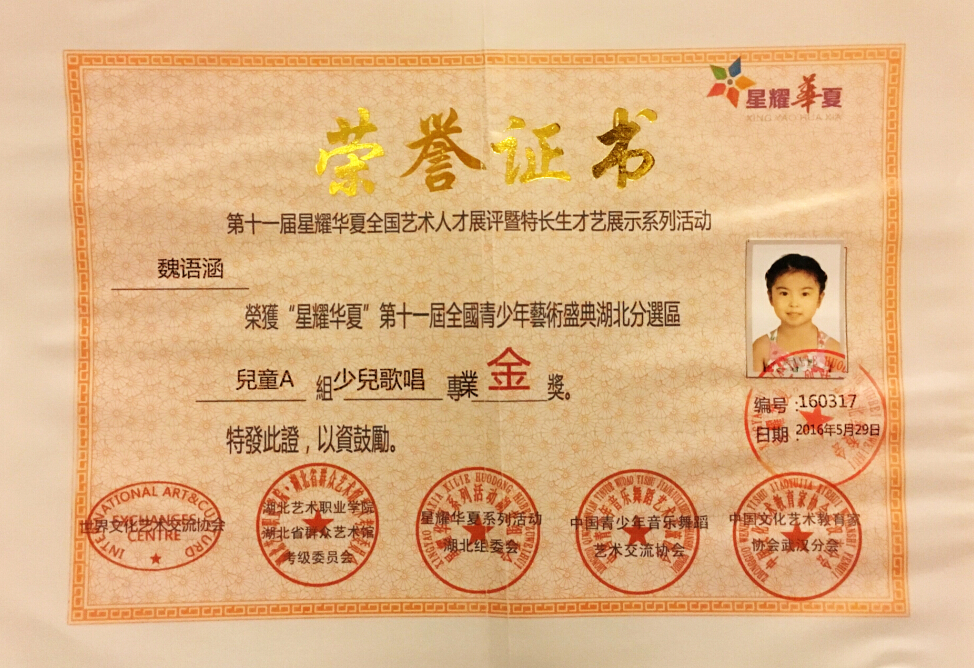 星耀華夏
XING YAO HUA XIA
荣誉证书
第十一届星耀华夏全国艺术人才展评暨特长生才艺展示系列活动
魏语涵
榮獲“星耀华夏”第十一屆全國青少年藝術盛典湖北分選區
兒童A 組少兒歌唱 專業 金 獎。
特發此證，以資鼓勵。
编号：160317
日期：2016年5月29日
INTERNATIONAL ART&CULTURD
EXCHANGES
CENTRE
世界文化艺术交流协会
湖北艺术职业学院
湖北省群众艺术馆
考级委员会
星耀华夏系列活动
湖北组委会
中国青少年音乐舞蹈
艺术交流协会
中国文化艺术教育家
协会武汉分会